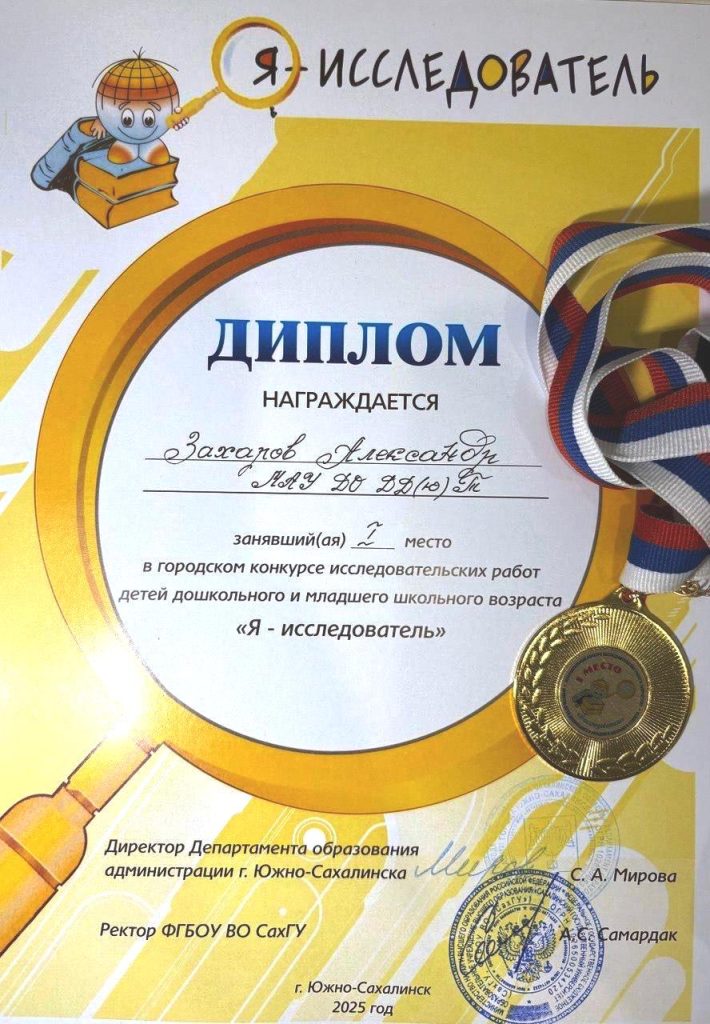 Я-ИССЛЕДОВАТЕЛЬ
ДИПЛОМ
НАГРАЖДАЕТСЯ
Захаров Александр
МАУ ДО ДД(ю)Т
занявший(ая) I место
в городском конкурсе исследовательских работ
детей дошкольного и младшего школьного возраста
«Я - исследователь»
I МЕСТО
Директор Департамента образования
администрации г. Южно-Сахалинска С. А. Мирова
Ректор ФГБОУ ВО СахГУ А.С. Самардак
г. Южно-Сахалинск
2025 год